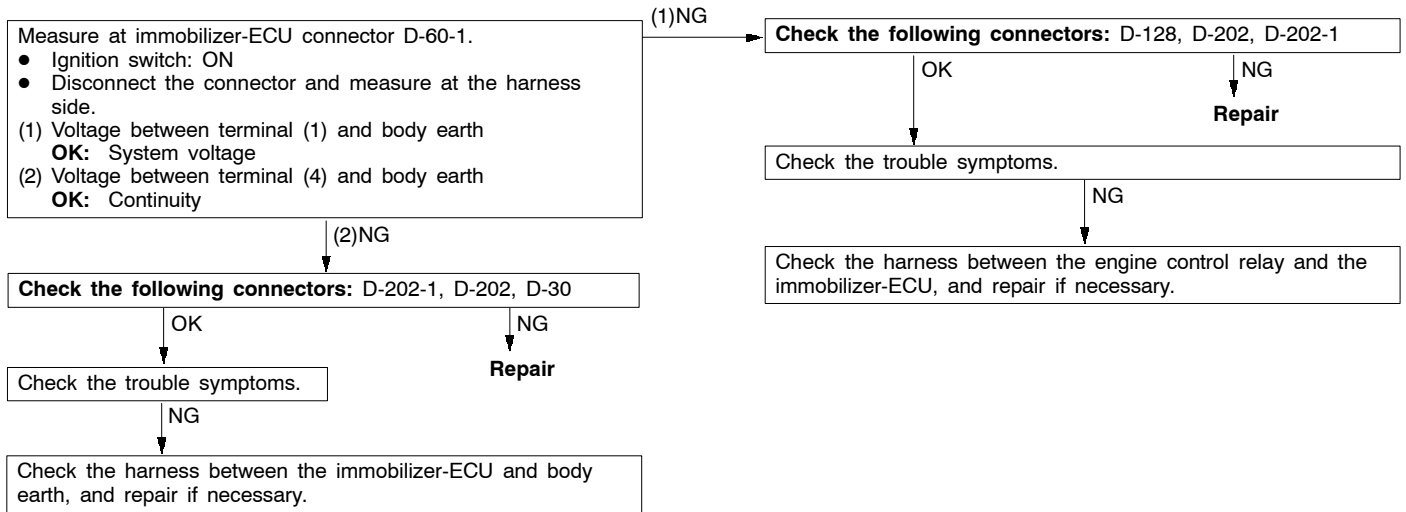 Measure at immobilizer-ECU connector D-60-1.
● Ignition switch: ON
● Disconnect the connector and measure at the harness
side.
(1) Voltage between terminal (1) and body earth
OK: System voltage
(2) Voltage between terminal (4) and body earth
OK: Continuity
(1)NG
Check the following connectors: D-128, D-202, D-202-1
OK
NG
Repair
Check the trouble symptoms.
NG
Check the harness between the engine control relay and the
immobilizer-ECU, and repair if necessary.
(2)NG
Check the following connectors: D-202-1, D-202, D-30
OK
NG
Repair
Check the trouble symptoms.
NG
Check the harness between the immobilizer-ECU and body
earth, and repair if necessary.